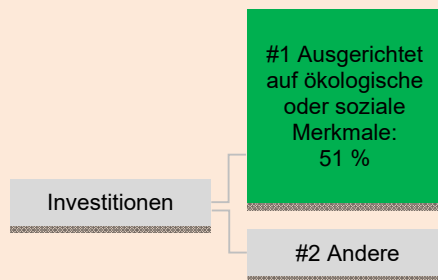 #1 Ausgerichtet
auf ökologische
oder soziale
Merkmale:
51 %
Investitionen
#2 Andere